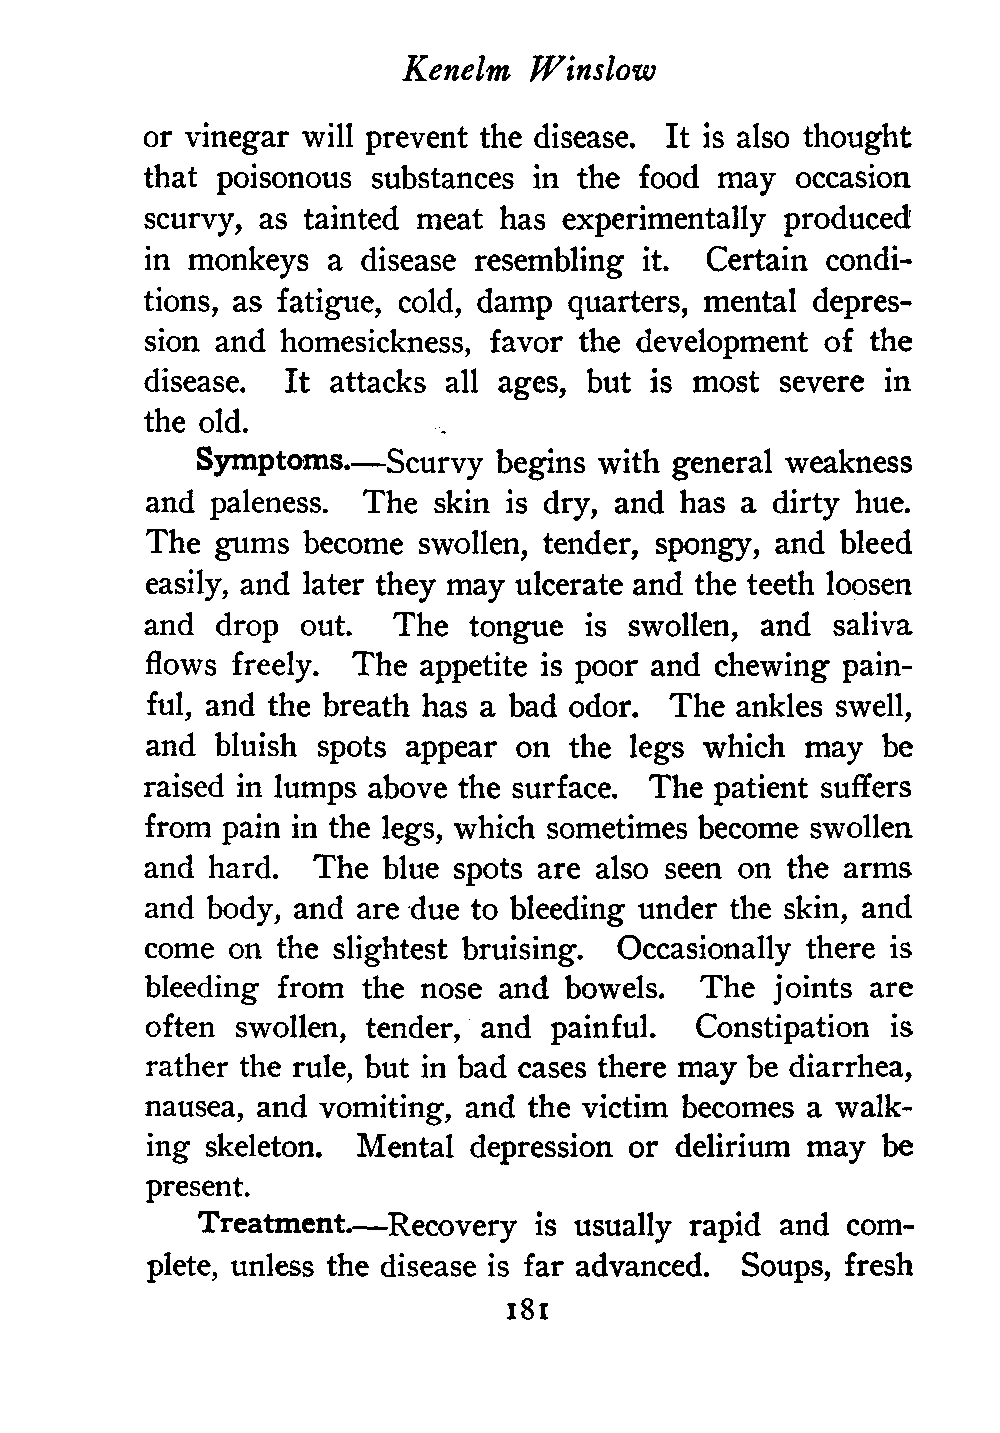 Kenelm Winslow
or vinegar will prevent the disease. It is also thought
that poisonous substances in the food may occasion
scurvy, as tainted meat has experimentally produced
in monkeys a disease resembling it. Certain condi-
tions, as fatigue, cold, damp quarters, mental depres-
sion and homesickness, favor the development of the
disease. It attacks all ages, but is most severe in
the old.
Symptoms.—Scurvy begins with general weakness
and paleness. The skin is dry, and has a dirty hue.
The gums become swollen, tender, spongy, and bleed
easily, and later they may ulcerate and the teeth loosen
and drop out. The tongue is swollen, and saliva
flows freely. The appetite is poor and chewing pain-
ful, and the breath has a bad odor. The ankles swell,
and bluish spots appear on the legs which may be
raised in lumps above the surface. The patient suffers
from pain in the legs, which sometimes become swollen
and hard. The blue spots are also seen on the arms
and body, and are due to bleeding under the skin, and
come on the slightest bruising. Occasionally there is
bleeding from the nose and bowels. The joints are
often swollen, tender, and painful. Constipation is
rather the rule, but in bad cases there may be diarrhea,
nausea, and vomiting, and the victim becomes a walk-
ing skeleton. Mental depression or delirium may be
present.
Treatment.—Recovery is usually rapid and com-
plete, unless the disease is far advanced. Soups, fresh
181